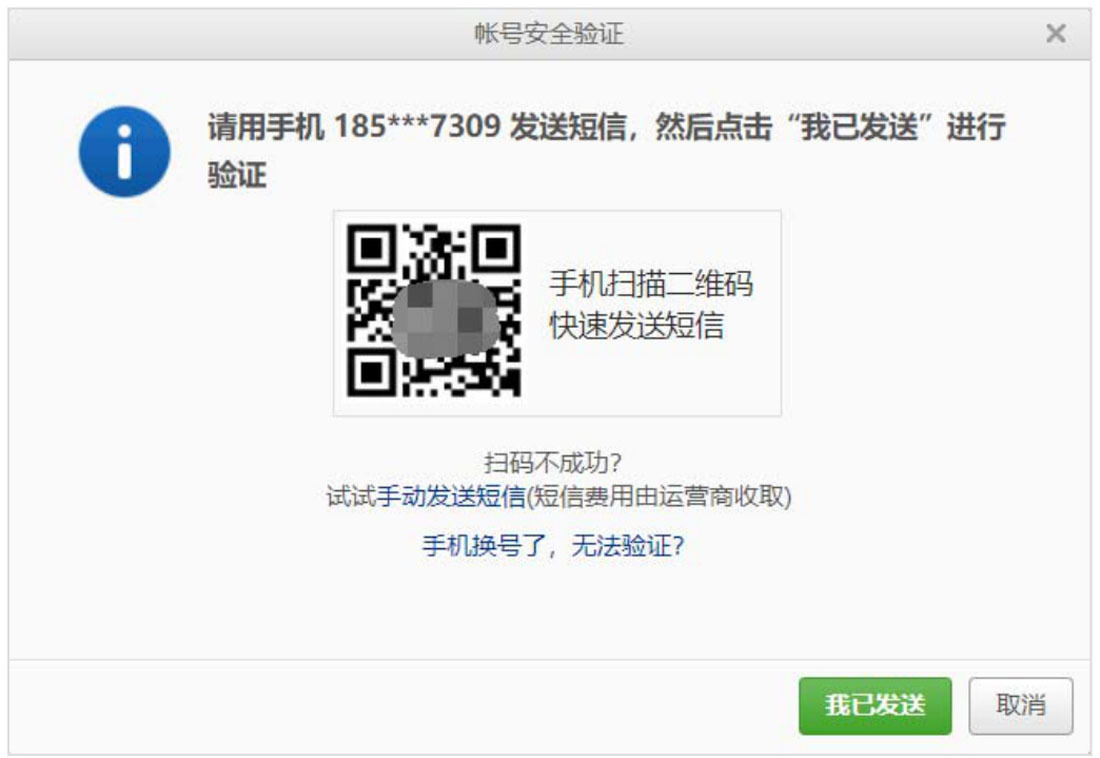 帐号安全验证
请用手机 185***7309 发送短信，然后点击“我已发送”进行
验证
手机扫描二维码
快速发送短信
扫码不成功？
试试手动发送短信(短信费用由运营商收取)
手机换号了，无法验证？
我已发送
取消